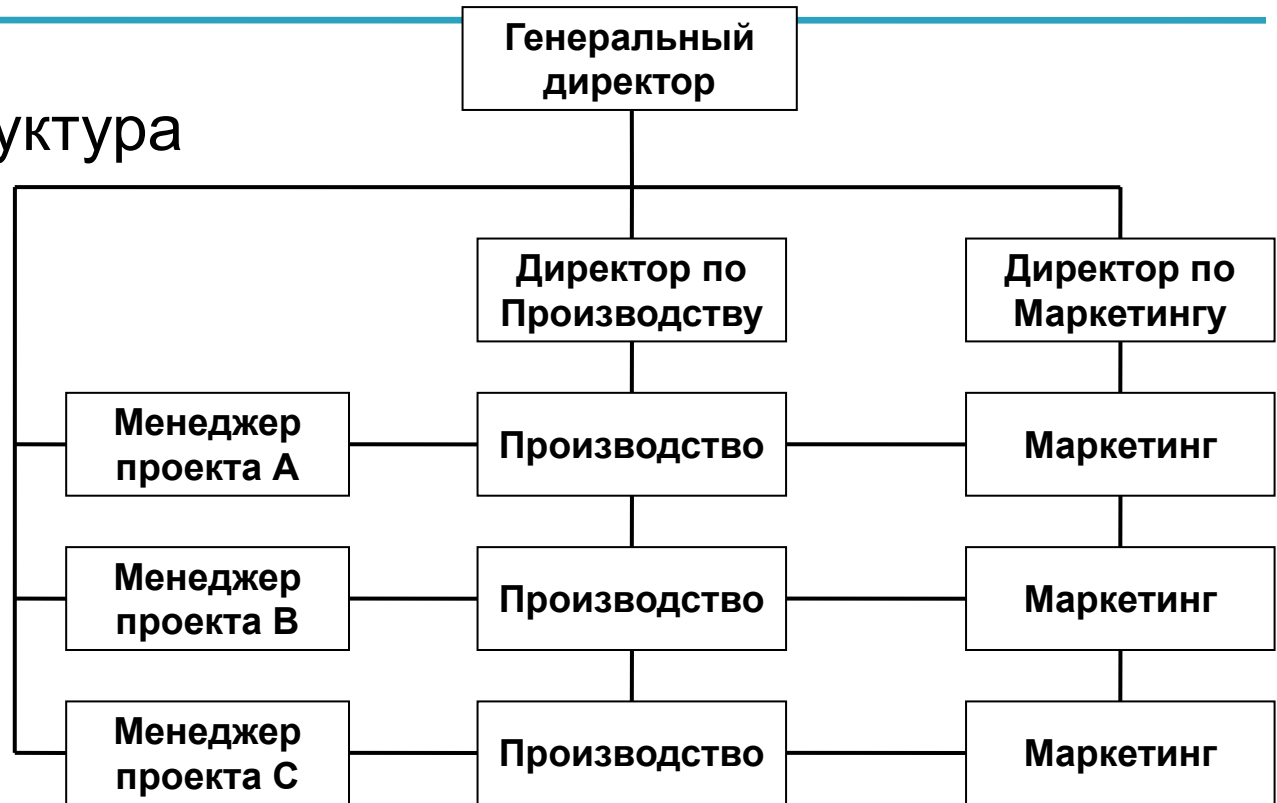 Генеральный
директор
уктура
Директор по
Производству
Директор по
Маркетингу
Менеджер
проекта А
Производство
Маркетинг
Менеджер
проекта В
Производство
Маркетинг
Менеджер
проекта С
Производство
Маркетинг